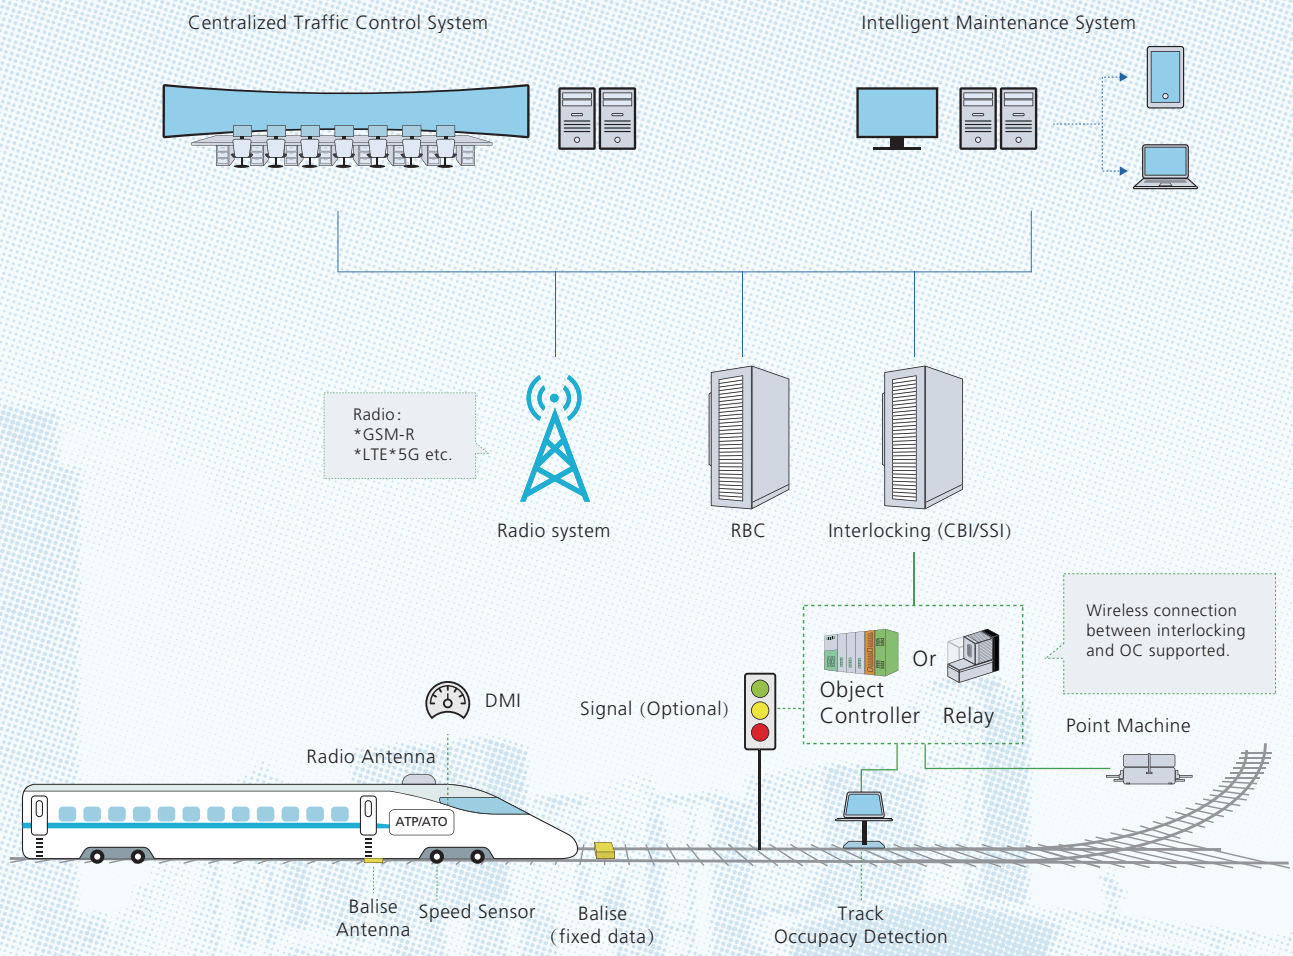 Centralized Traffic Control System
Intelligent Maintenance System
Radio:
*GSM-R
*LTE*5G etc.
Radio system
RBC
Interlocking (CBI/SSI)
Wireless connection
between interlocking
and OC supported.
Or
Object
Controller
Relay
Signal (Optional)
Point Machine
DMI
Radio Antenna
ATP/ATO
Balise
Antenna
Speed Sensor
Balise
(fixed data)
Track
Occupancy Detection